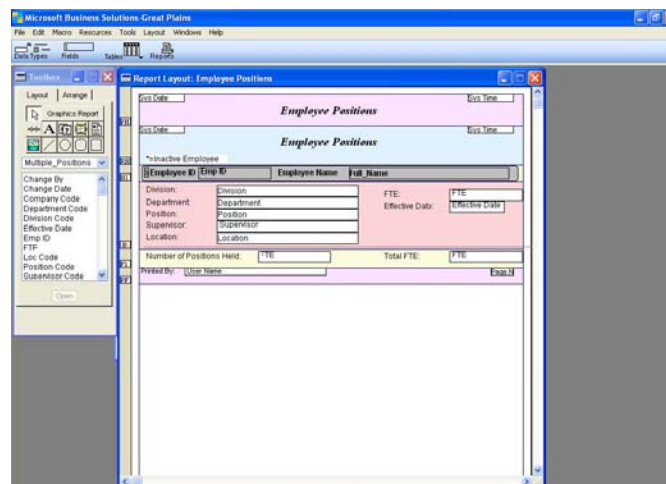 Microsoft Business Solutions-Great Plains
File Edit Macro Resources Tools Layout Windows Help
Data Types Fields Tables Reports
Toolbox
Layout Arrange
Graphics Report
Multiple_Positions
Change By
Change Date
Company Code
Department Code
Division Code
Effective Date
Emp ID
FTE
Loc Code
Position Code
Supervisor Code
Open
Report Layout: Employee Positions
Sys Date Sys Time
Employee Positions
Sys Date Sys Time
Employee Positions
*=Inactive Employee
Employee ID Emp ID Employee Name Full_Name
Division: Division FTE: FTE
Department: Department Effective Date: Effective Date
Position: Position
Supervisor: Supervisor
Location: Location
Number of Positions Held: FTE Total FTE: FTE
Printed By: User Name Page N